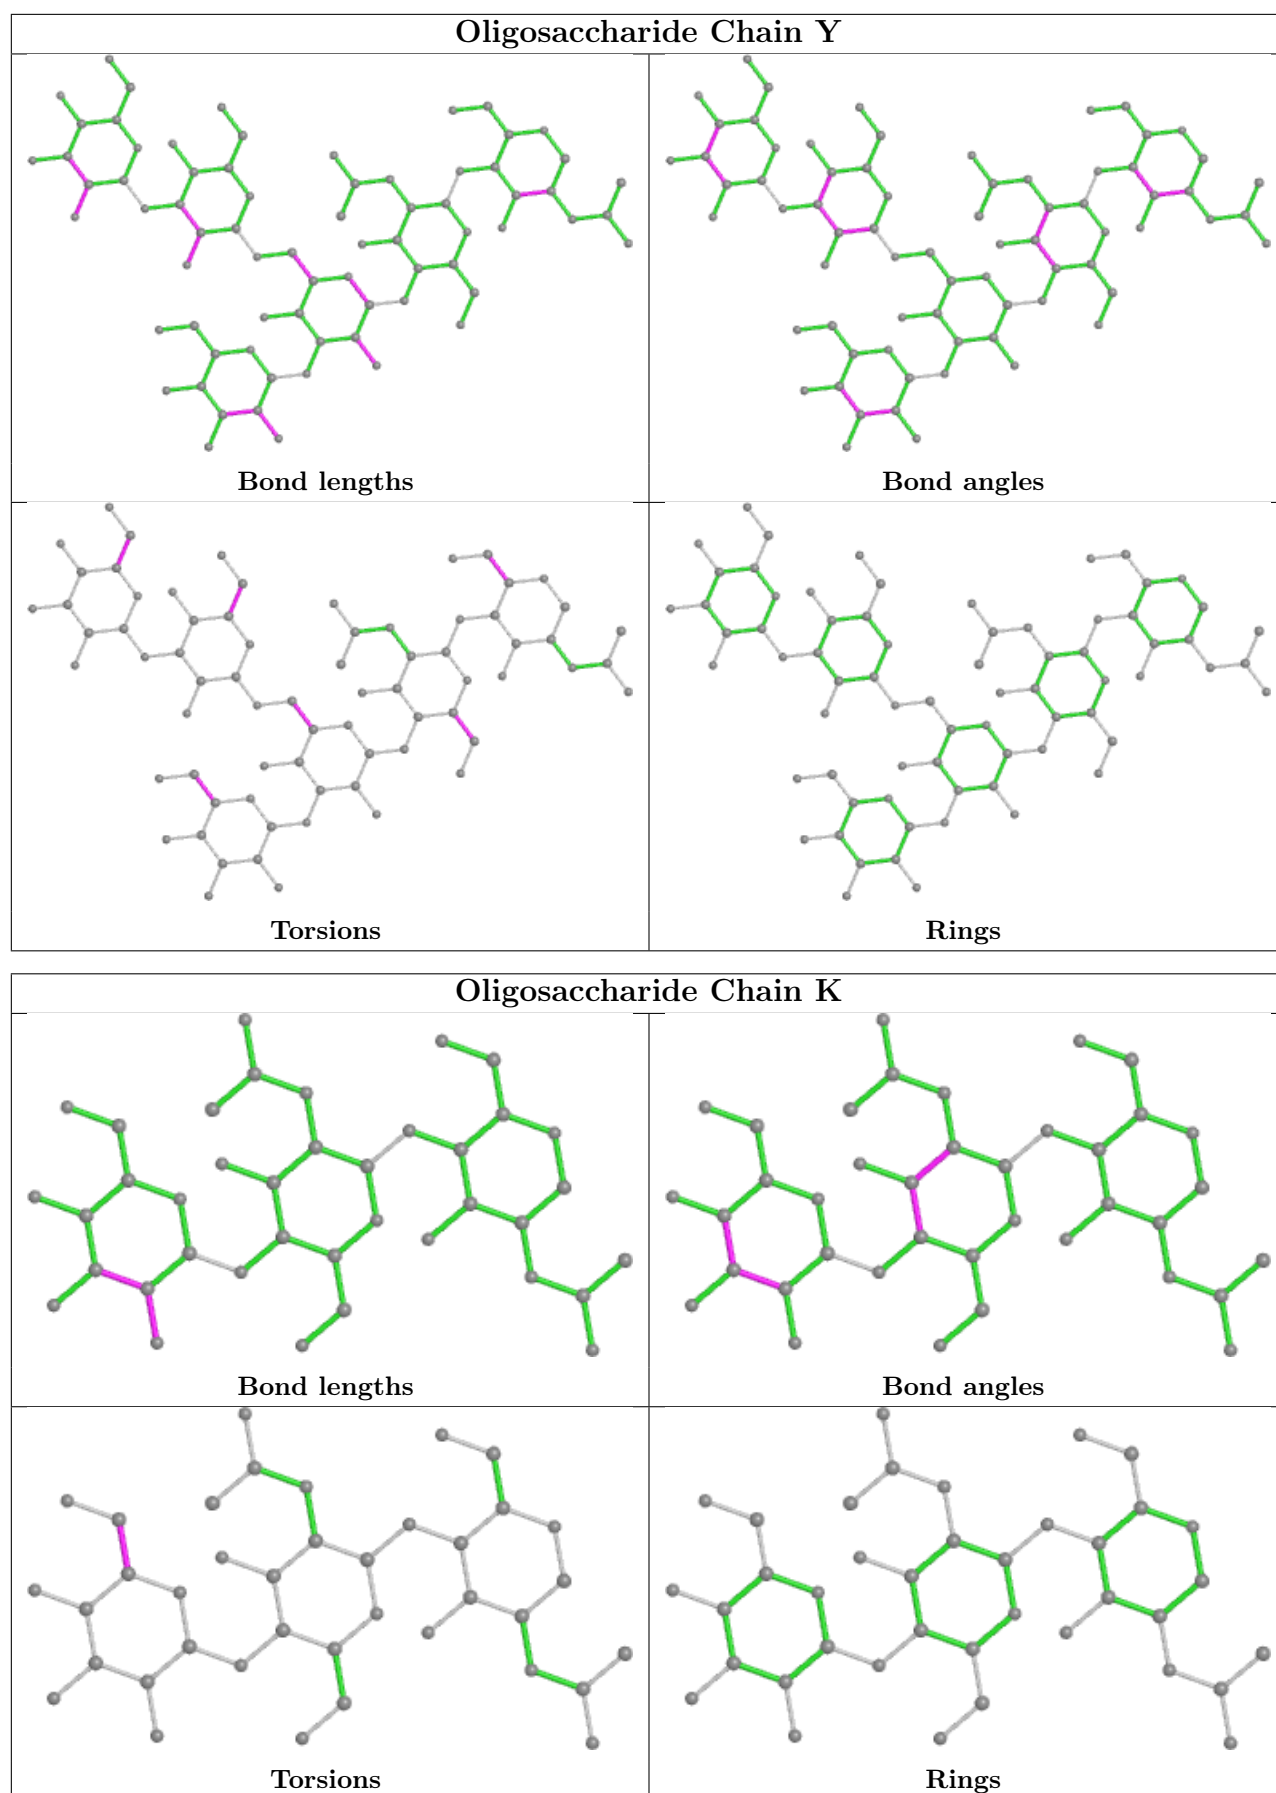 Oligosaccharide Chain Y
Bond lengths
Bond angles
Torsions
Rings
Oligosaccharide Chain K
Bond lengths
Bond angles
Torsions
Rings